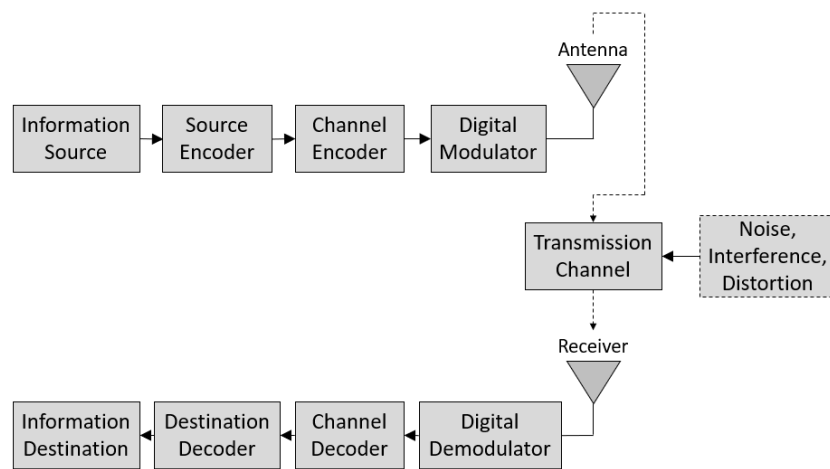 Antenna
Information
Source
Source
Encoder
Channel
Encoder
Digital
Modulator
Transmission
Channel
Noise,
Interference,
Distortion
Receiver
Information
Destination
Destination
Decoder
Channel
Decoder
Digital
Demodulator